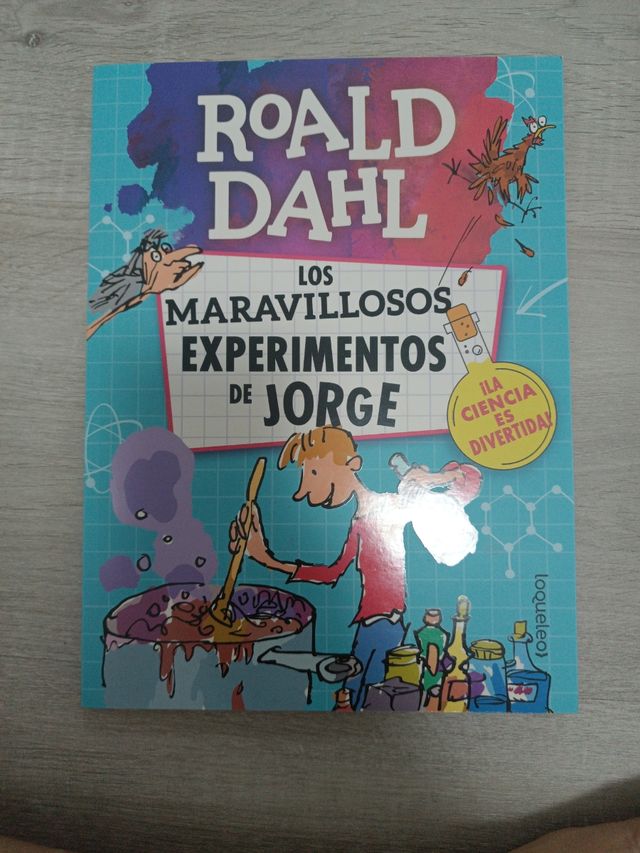 ROALD
DAHL
LOS
MARAVILLOSOS
EXPERIMENTOS
DE JORGE
¡LA
CIENCIA
ES
DIVERTIDA!
loqueleo